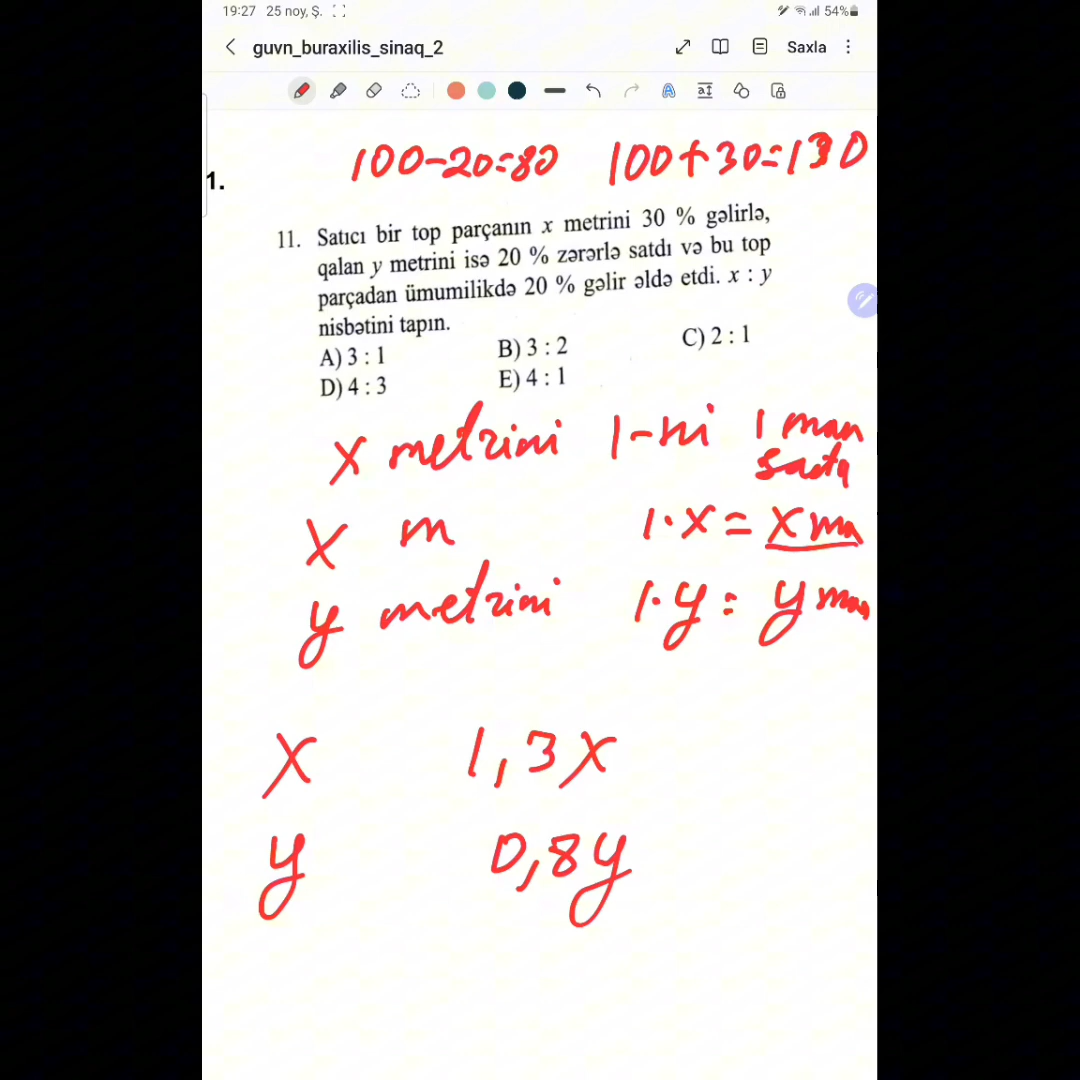 19:27 25 noy, Ş. 54%
guvn_buraxilis_sinaq_2 Saxla
100-20=80 100+30=130
1.
11. Satıcı bir top parçanın x metrini 30 % gəlirlə,
qalan y metrini isə 20 % zərərlə satdı və bu top
parçadan ümumilikdə 20 % gəlir əldə etdi. x : y
nisbətini tapın.
A) 3 : 1 B) 3 : 2 C) 2 : 1
D) 4 : 3 E) 4 : 1
x metrini 1-ni 1 man
x m 1·x = x man
y metrini 1·y = y man
x 1,3x
y 0,8y